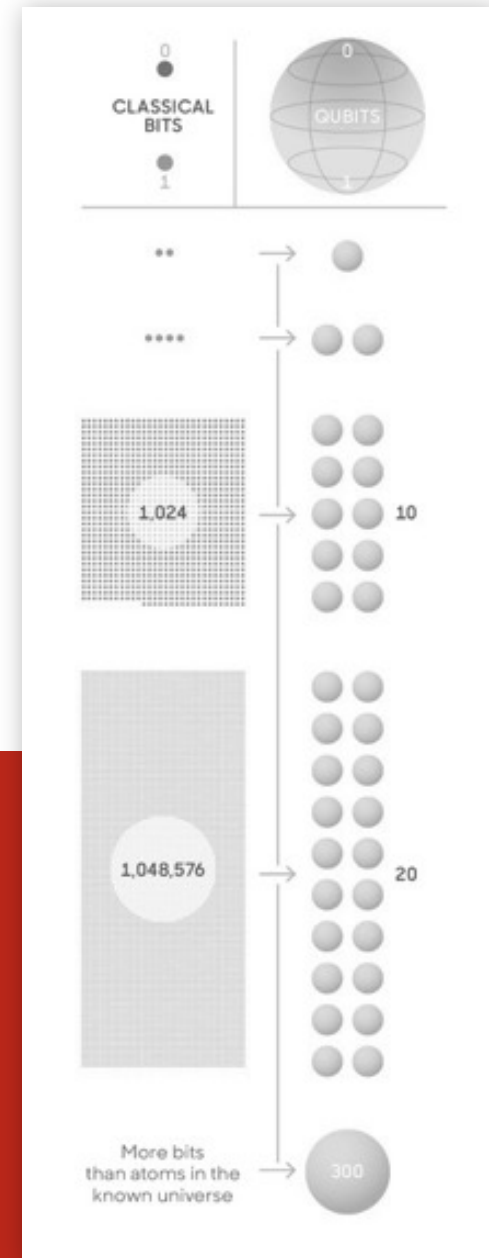 0
CLASSICAL
BITS
1
0
QUBITS
1
1,024
10
1,048,576
20
More bits
than atoms in the
known universe
300